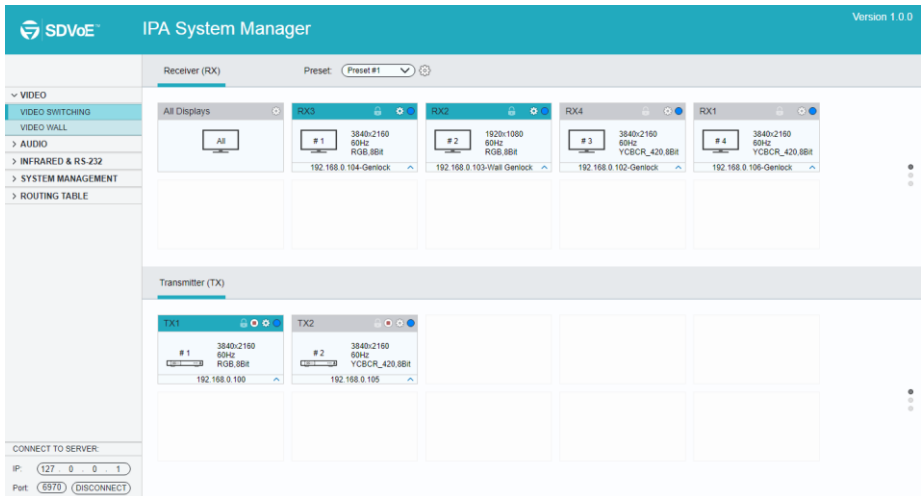 SDVoE™
IPA System Manager
Version 1.0.0
Receiver (RX)
Preset: Preset #1
VIDEO
VIDEO SWITCHING
VIDEO WALL
AUDIO
INFRARED & RS-232
SYSTEM MANAGEMENT
ROUTING TABLE
All Displays
All
RX3
# 1
3840x2160
60Hz
RGB,8Bit
192.168.0.104-Genlock
RX2
# 2
1920x1080
60Hz
RGB,8Bit
192.168.0.103-Wall Genlock
RX4
# 3
3840x2160
60Hz
YCBCR_420,8Bit
192.168.0.102-Genlock
RX1
# 4
3840x2160
60Hz
YCBCR_420,8Bit
192.168.0.106-Genlock
Transmitter (TX)
TX1
# 1
3840x2160
60Hz
RGB,8Bit
192.168.0.100
TX2
# 2
3840x2160
60Hz
YCBCR_420,8Bit
192.168.0.105
CONNECT TO SERVER:
IP: 127 . 0 . 0 . 1
Port: 6970 DISCONNECT